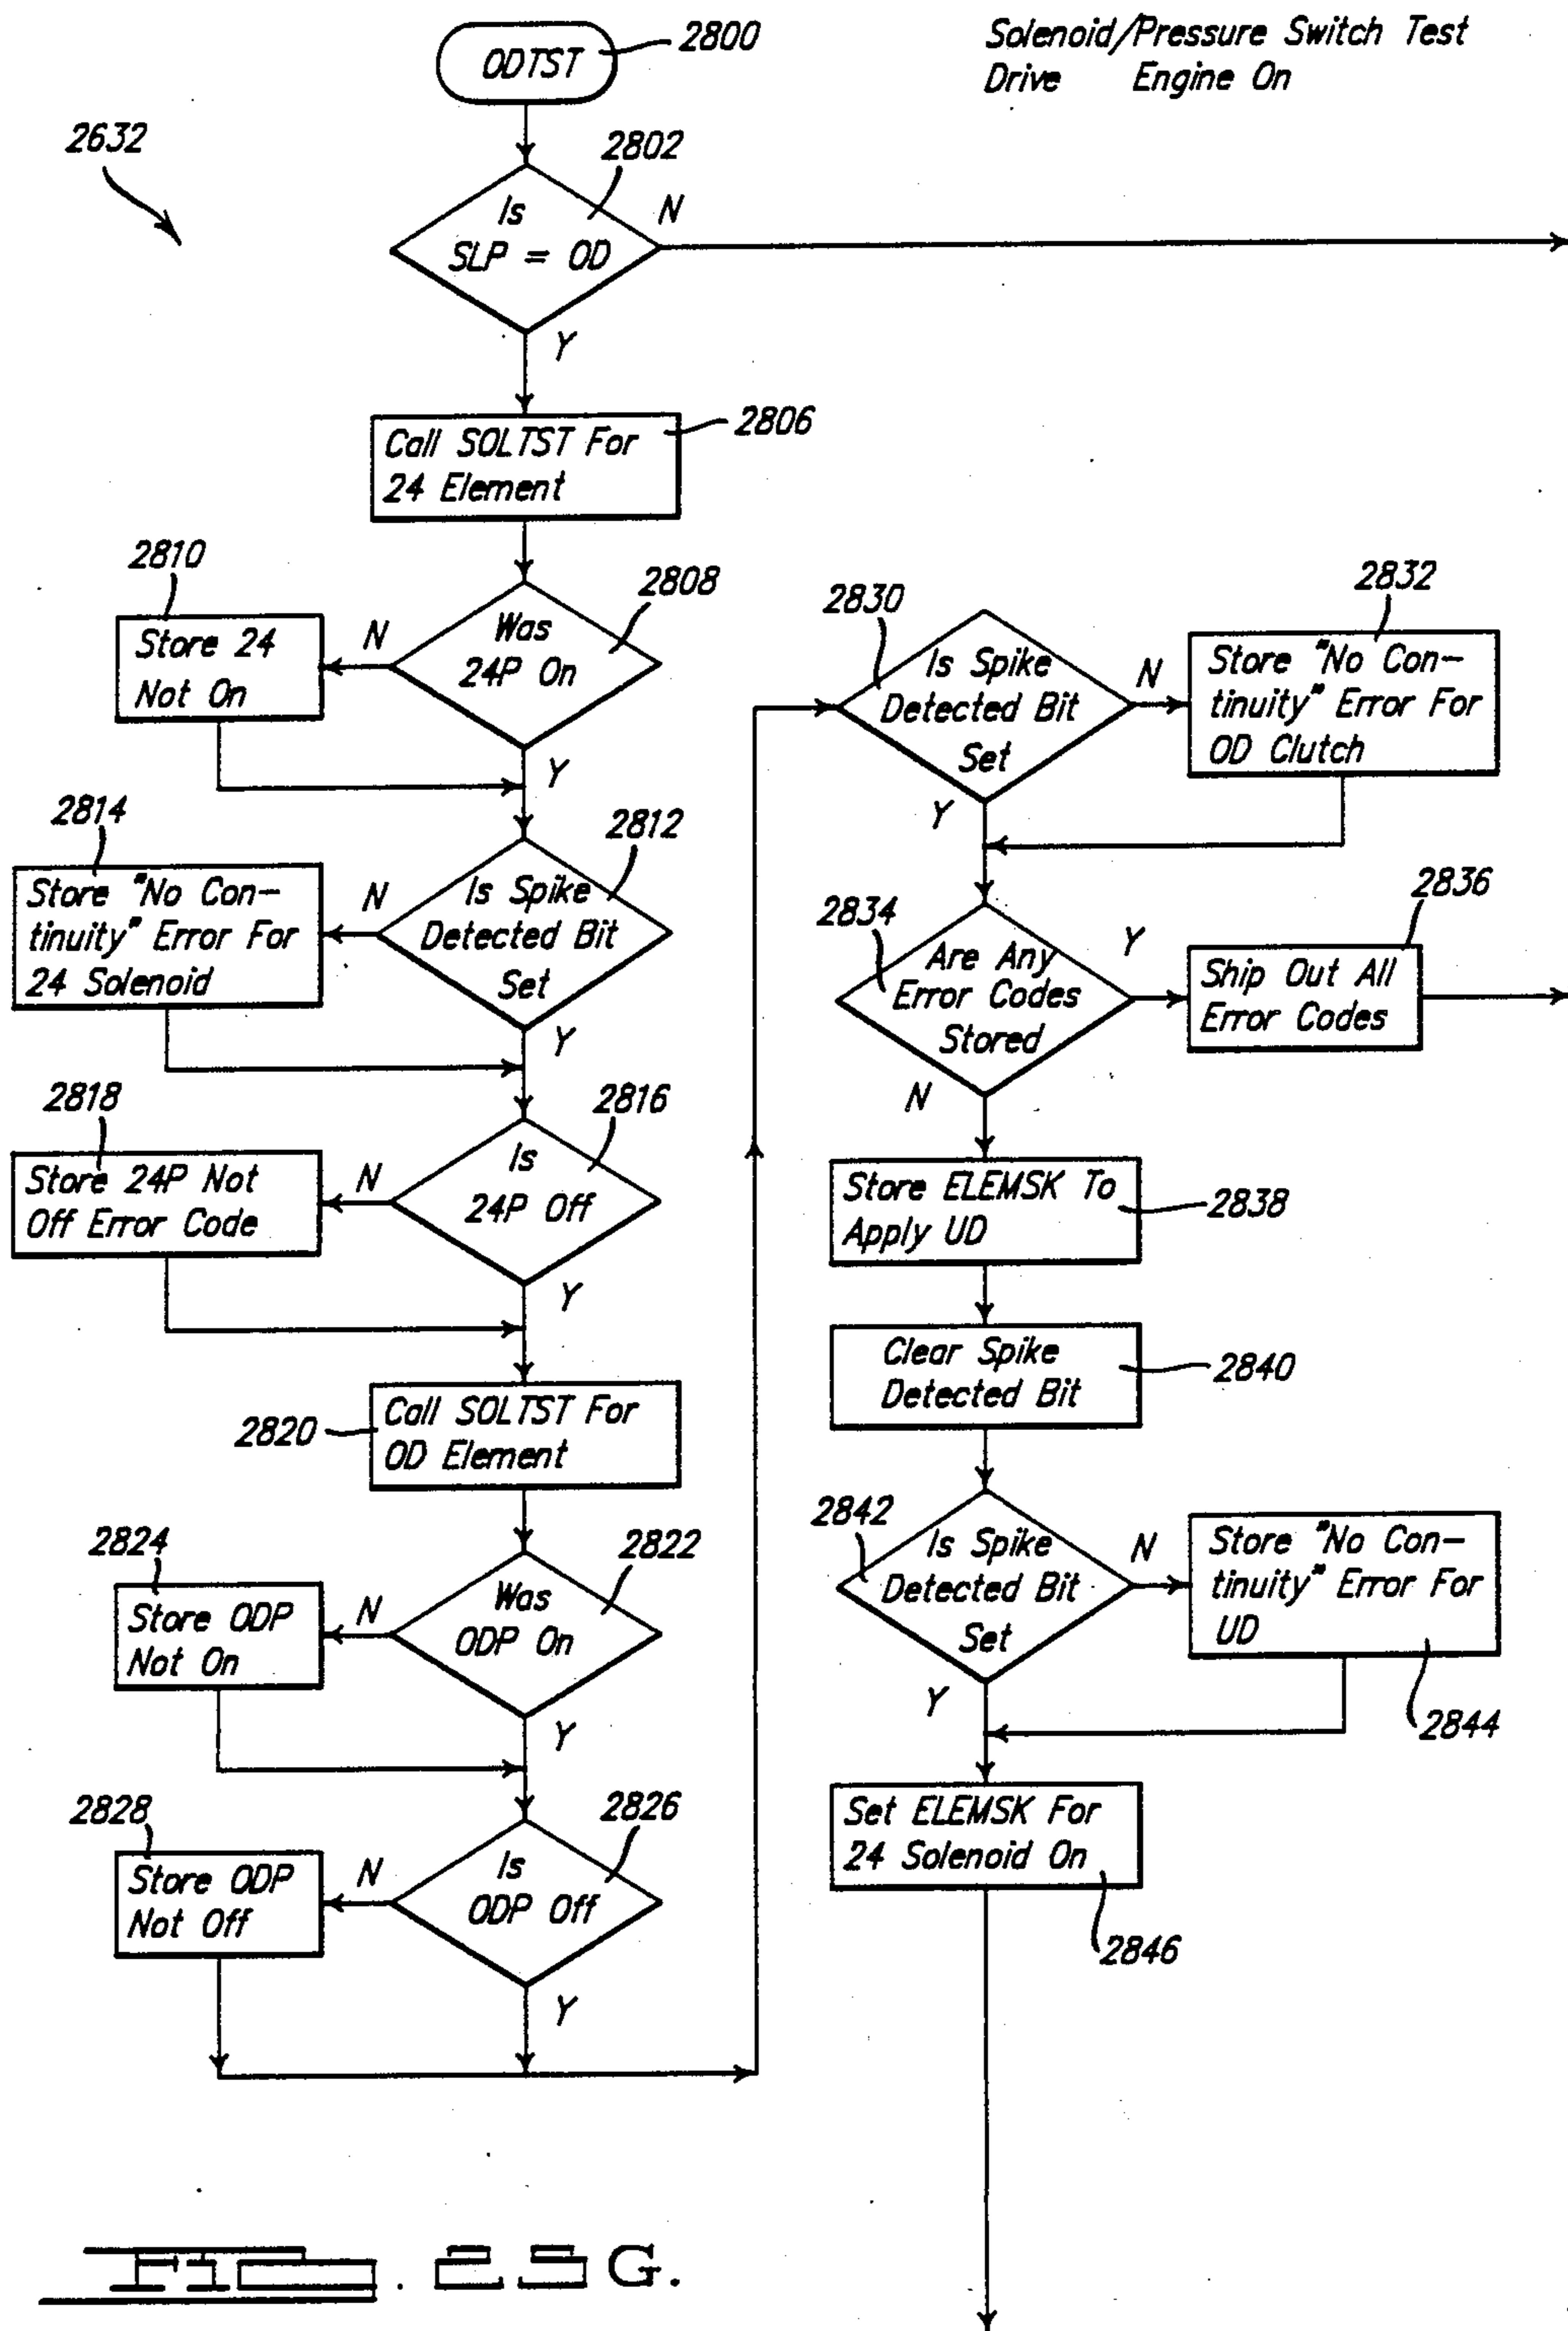 Solenoid/Pressure Switch Test
Drive Engine On
ODTST
2800
2632
2802
Is
SLP = OD
N
Y
Call SOLTST For
24 Element
2806
2810
Store 24
Not On
N
Was
24P On
2808
Y
2814
Store "No Con-
tinuity" Error For
24 Solenoid
N
Is Spike
Detected Bit
Set
2812
Y
2818
Store 24P Not
Off Error Code
N
Is
24P Off
2816
Y
2820
Call SOLTST For
OD Element
2824
Store ODP
Not On
N
Was
ODP On
2822
Y
2828
Store ODP
Not Off
N
Is
ODP Off
2826
Y
2830
Is Spike
Detected Bit
Set
N
Y
2832
Store "No Con-
tinuity" Error For
OD Clutch
2834
Are Any
Error Codes
Stored
Y
N
2836
Ship Out All
Error Codes
Store ELEMSK To
Apply UD
2838
Clear Spike
Detected Bit
2840
2842
Is Spike
Detected Bit
Set
N
Y
Store "No Con-
tinuity" Error For
UD
2844
Set ELEMSK For
24 Solenoid On
2846
G.